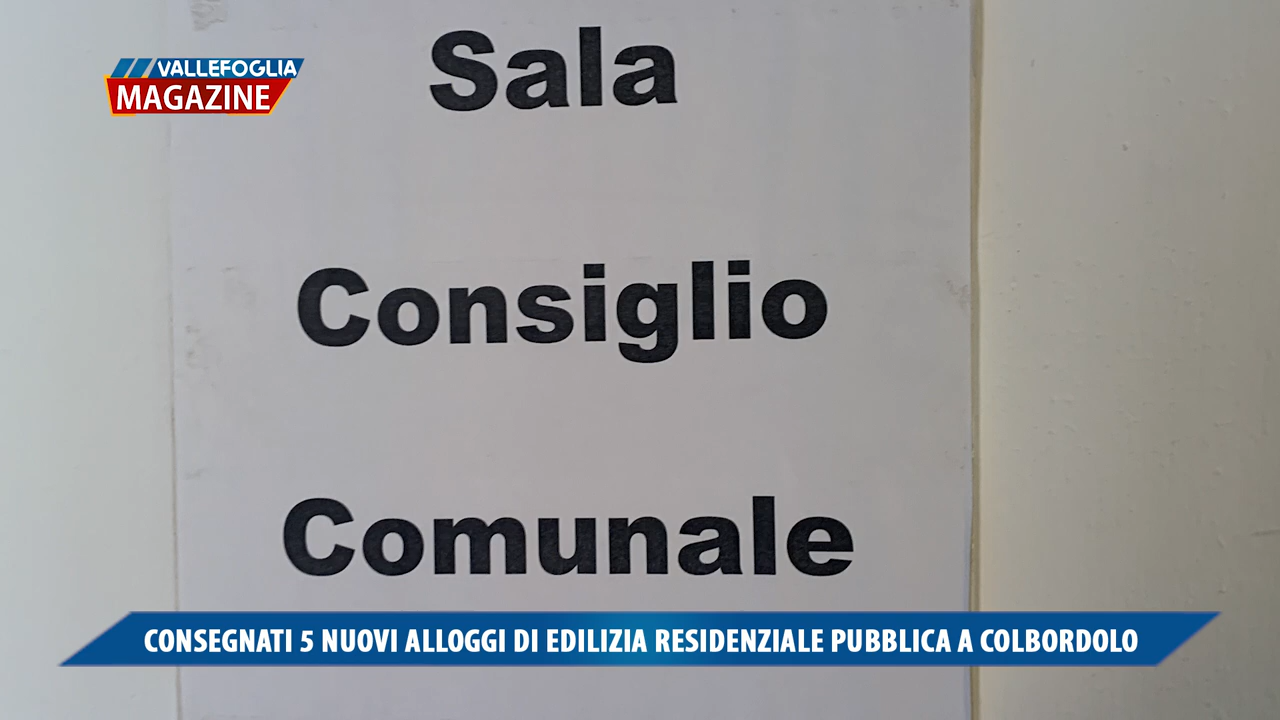 VALLEFOGLIA
MAGAZINE
Sala
Consiglio
Comunale
CONSEGNATI 5 NUOVI ALLOGGI DI EDILIZIA RESIDENZIALE PUBBLICA A COLBORDOLO